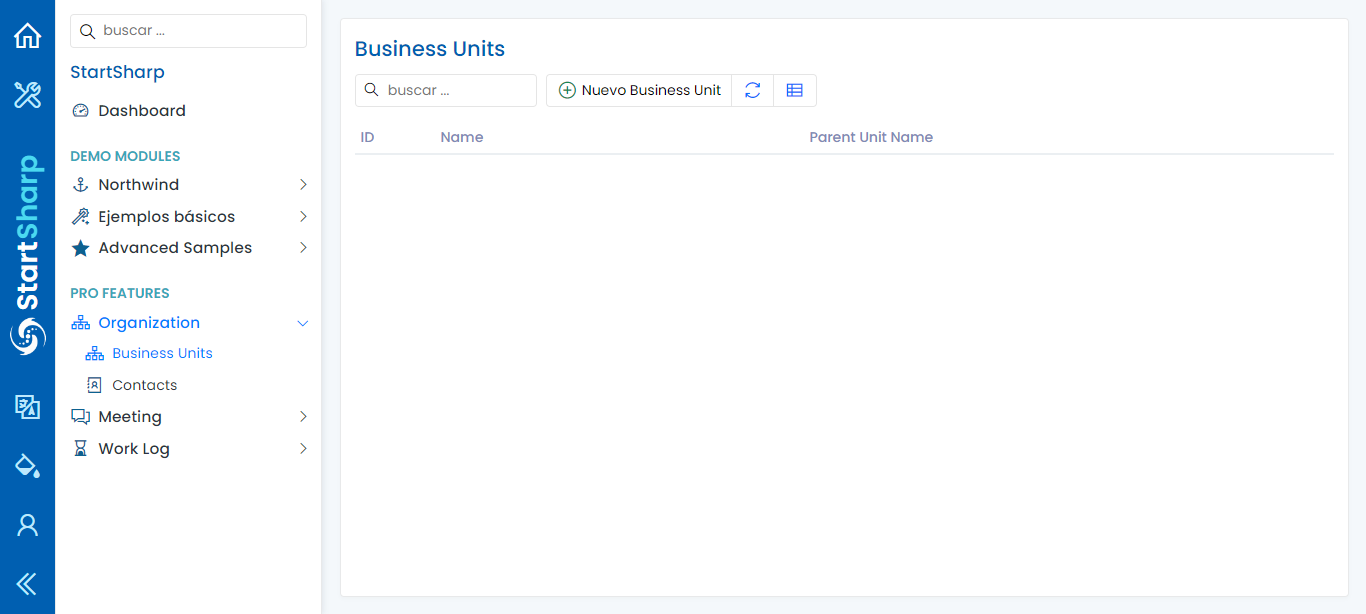 StartSharp
buscar ...
StartSharp
Dashboard
DEMO MODULES
Northwind
Ejemplos básicos
Advanced Samples
PRO FEATURES
Organization
Business Units
Contacts
Meeting
Work Log
Business Units
buscar ...
Nuevo Business Unit
ID Name Parent Unit Name